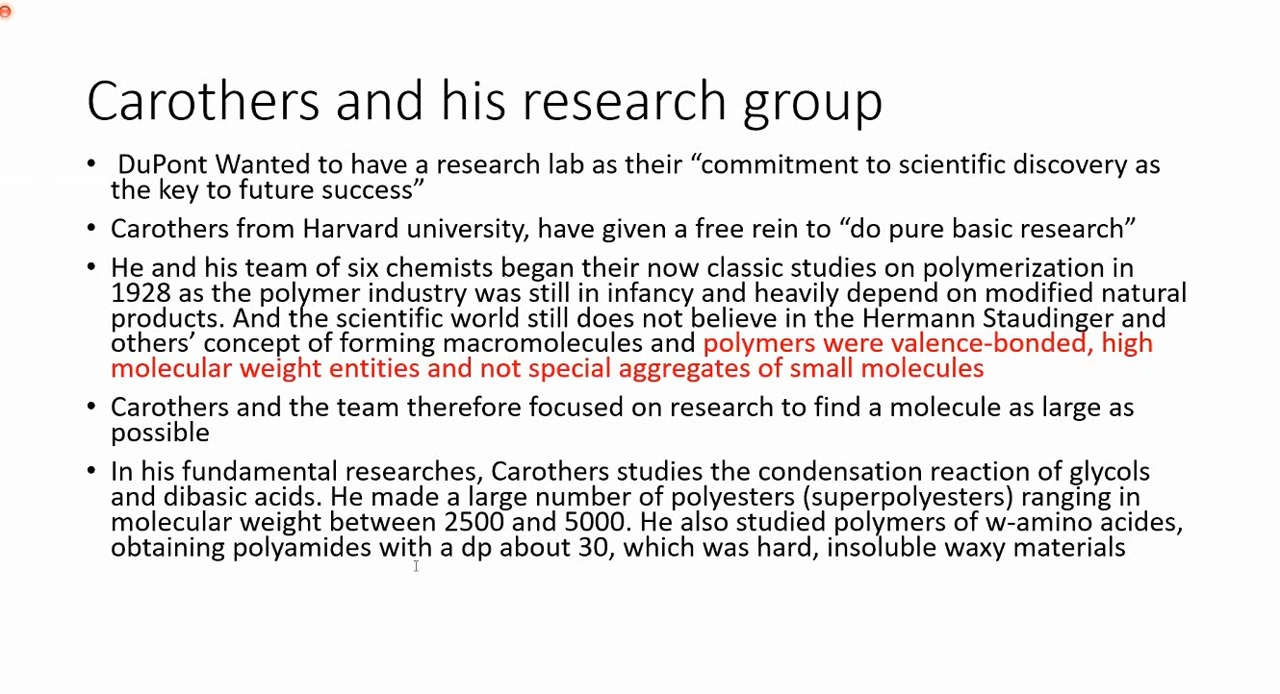 Carothers and his research group
• DuPont Wanted to have a research lab as their “commitment to scientific discovery as
the key to future success”
• Carothers from Harvard university, have given a free rein to “do pure basic research”
• He and his team of six chemists began their now classic studies on polymerization in
1928 as the polymer industry was still in infancy and heavily depend on modified natural
products. And the scientific world still does not believe in the Hermann Staudinger and
others’ concept of forming macromolecules and polymers were valence-bonded, high
molecular weight entities and not special aggregates of small molecules
• Carothers and the team therefore focused on research to find a molecule as large as
possible
• In his fundamental researches, Carothers studies the condensation reaction of glycols
and dibasic acids. He made a large number of polyesters (superpolyesters) ranging in
molecular weight between 2500 and 5000. He also studied polymers of w-amino acides,
obtaining polyamides with a dp about 30, which was hard, insoluble waxy materials